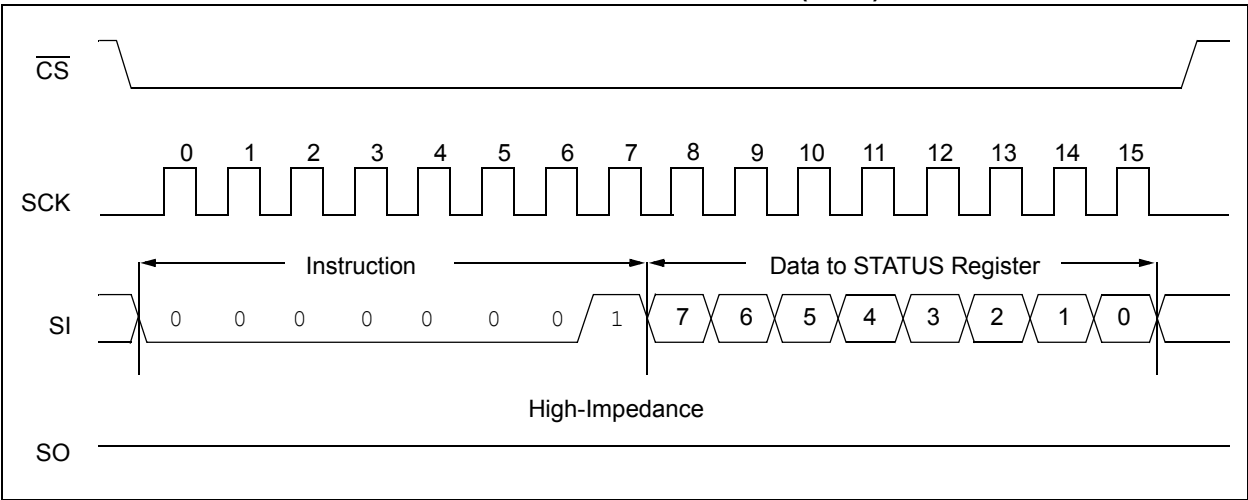 CS
0 1 2 3 4 5 6 7 8 9 10 11 12 13 14 15
SCK
Instruction Data to STATUS Register
SI 0 0 0 0 0 0 0 1 7 6 5 4 3 2 1 0
High-Impedance
SO